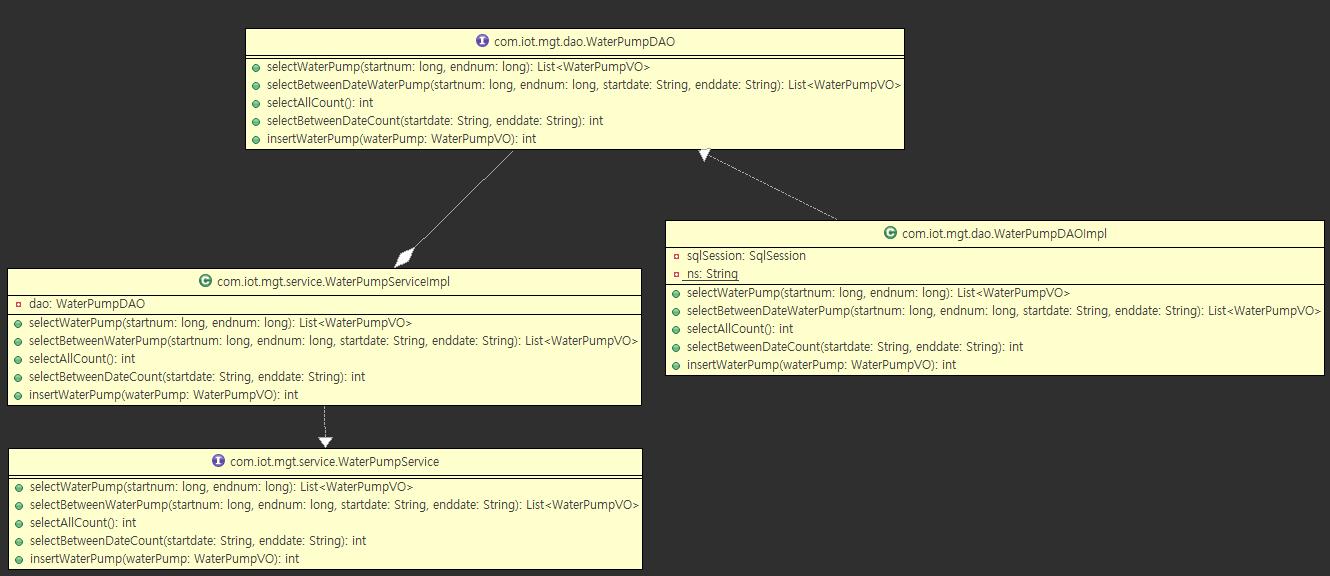 com.iot.mgt.dao.WaterPumpDAO
selectWaterPump(startnum: long, endnum: long): List<WaterPumpVO>
selectBetweenDateWaterPump(startnum: long, endnum: long, startdate: String, enddate: String): List<WaterPumpVO>
selectAllCount(): int
selectBetweenDateCount(startdate: String, enddate: String): int
insertWaterPump(waterPump: WaterPumpVO): int
com.iot.mgt.dao.WaterPumpDAOImpl
sqlSession: SqlSession
ns: String
selectWaterPump(startnum: long, endnum: long): List<WaterPumpVO>
selectBetweenDateWaterPump(startnum: long, endnum: long, startdate: String, enddate: String): List<WaterPumpVO>
selectAllCount(): int
selectBetweenDateCount(startdate: String, enddate: String): int
insertWaterPump(waterPump: WaterPumpVO): int
com.iot.mgt.service.WaterPumpServiceImpl
dao: WaterPumpDAO
selectWaterPump(startnum: long, endnum: long): List<WaterPumpVO>
selectBetweenWaterPump(startnum: long, endnum: long, startdate: String, enddate: String): List<WaterPumpVO>
selectAllCount(): int
selectBetweenDateCount(startdate: String, enddate: String): int
insertWaterPump(waterPump: WaterPumpVO): int
com.iot.mgt.service.WaterPumpService
selectWaterPump(startnum: long, endnum: long): List<WaterPumpVO>
selectBetweenWaterPump(startnum: long, endnum: long, startdate: String, enddate: String): List<WaterPumpVO>
selectAllCount(): int
selectBetweenDateCount(startdate: String, enddate: String): int
insertWaterPump(waterPump: WaterPumpVO): int